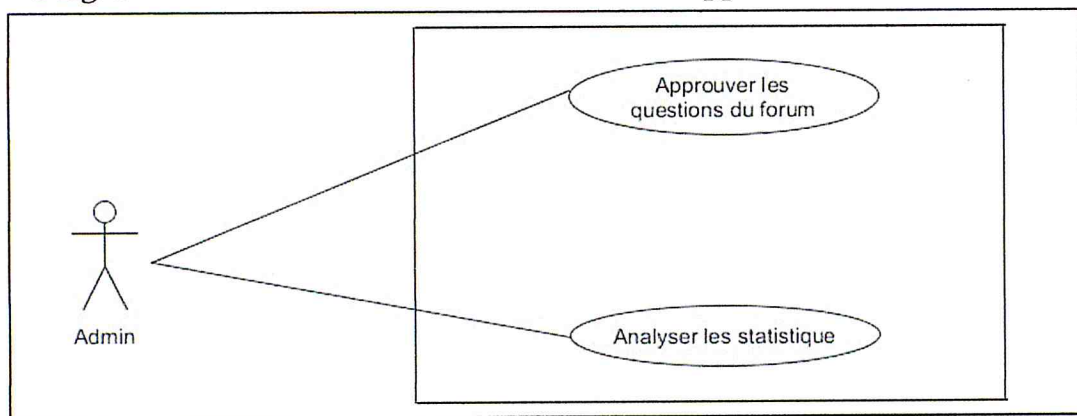 Approuver les
questions du forum
Admin
Analyser les statistique